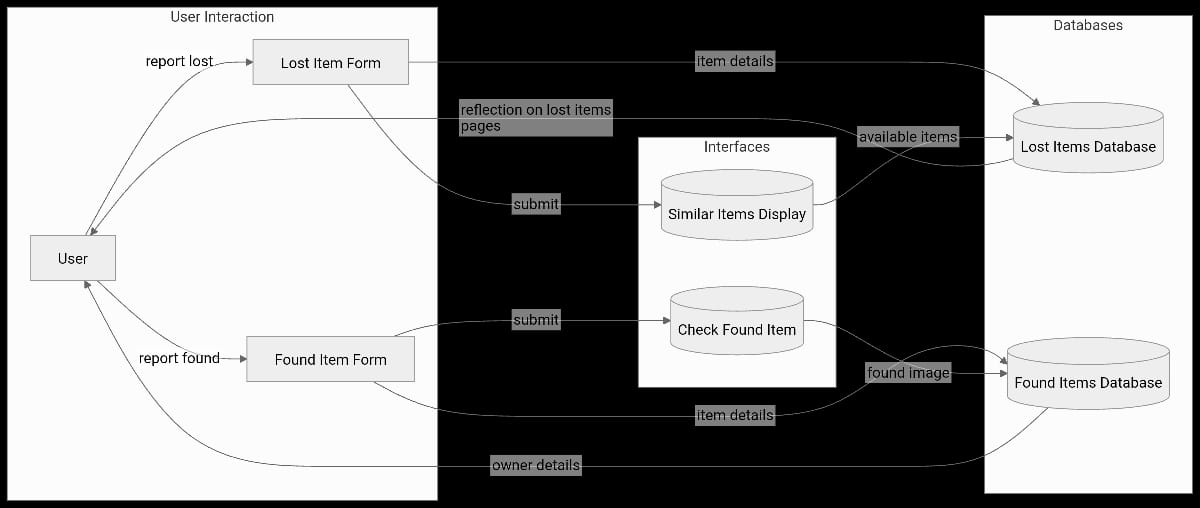 User Interaction
Databases
report lost
Lost Item Form
item details
reflection on lost items
pages
available items
Lost Items Database
Interfaces
submit
Similar Items Display
User
submit
Check Found Item
report found
Found Item Form
found image
Found Items Database
item details
owner details